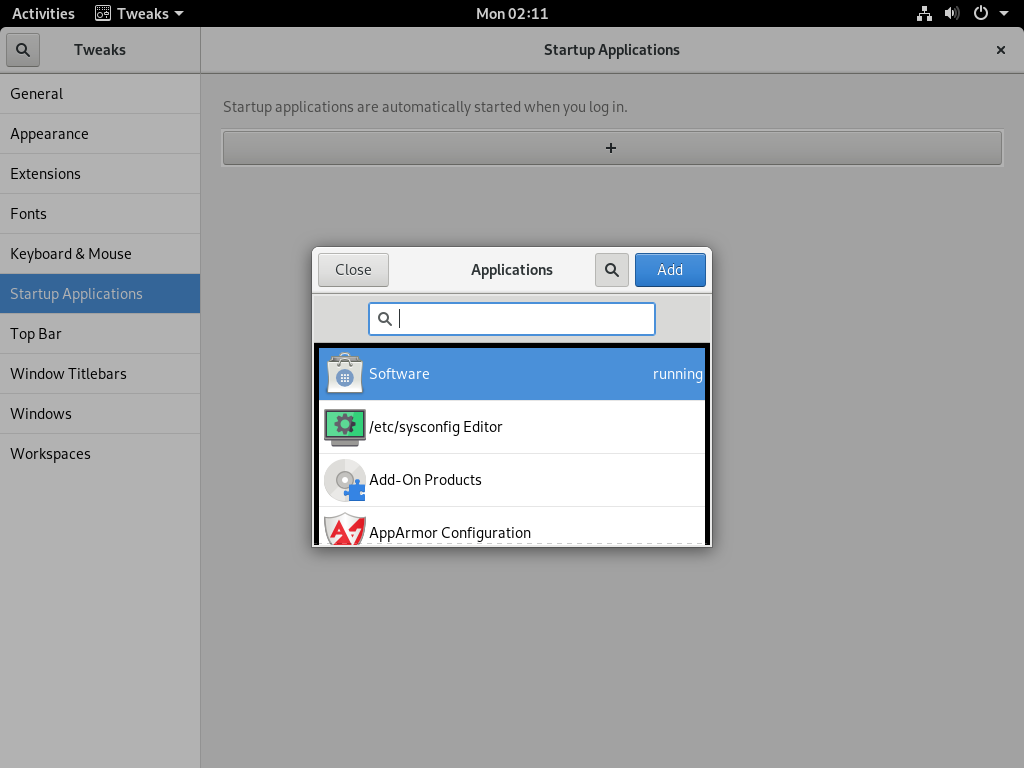 Activities Tweaks Mon 02:11
Tweaks Startup Applications
General
Appearance
Extensions
Fonts
Keyboard & Mouse
Startup Applications
Top Bar
Window Titlebars
Windows
Workspaces
Startup applications are automatically started when you log in.
+
Close Applications Add
Software running
/etc/sysconfig Editor
Add-On Products
AppArmor Configuration